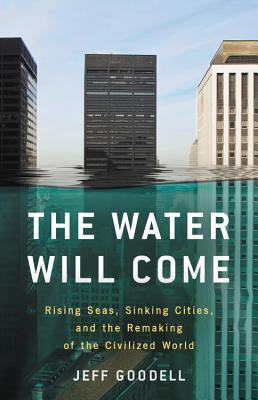 THE WATER
WILL COME
Rising Seas, Sinking Cities,
and the Remaking
of the Civilized World
JEFF GOODELL